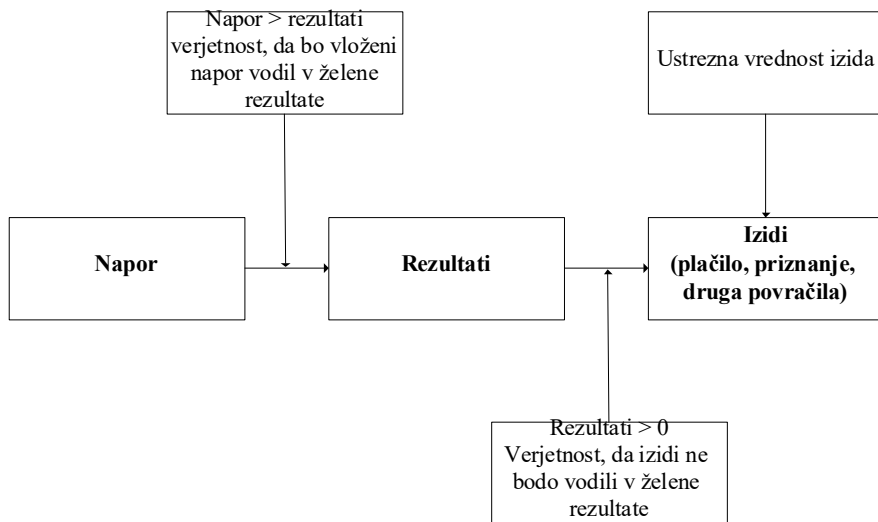 Napor > rezultati
verjetnost, da bo vloženi
napor vodil v želene
rezultate
Ustrezna vrednost izida
Napor
Rezultati
Izidi
(plačilo, priznanje,
druga povračila)
Rezultati > 0
Verjetnost, da izidi ne
bodo vodili v želene
rezultate